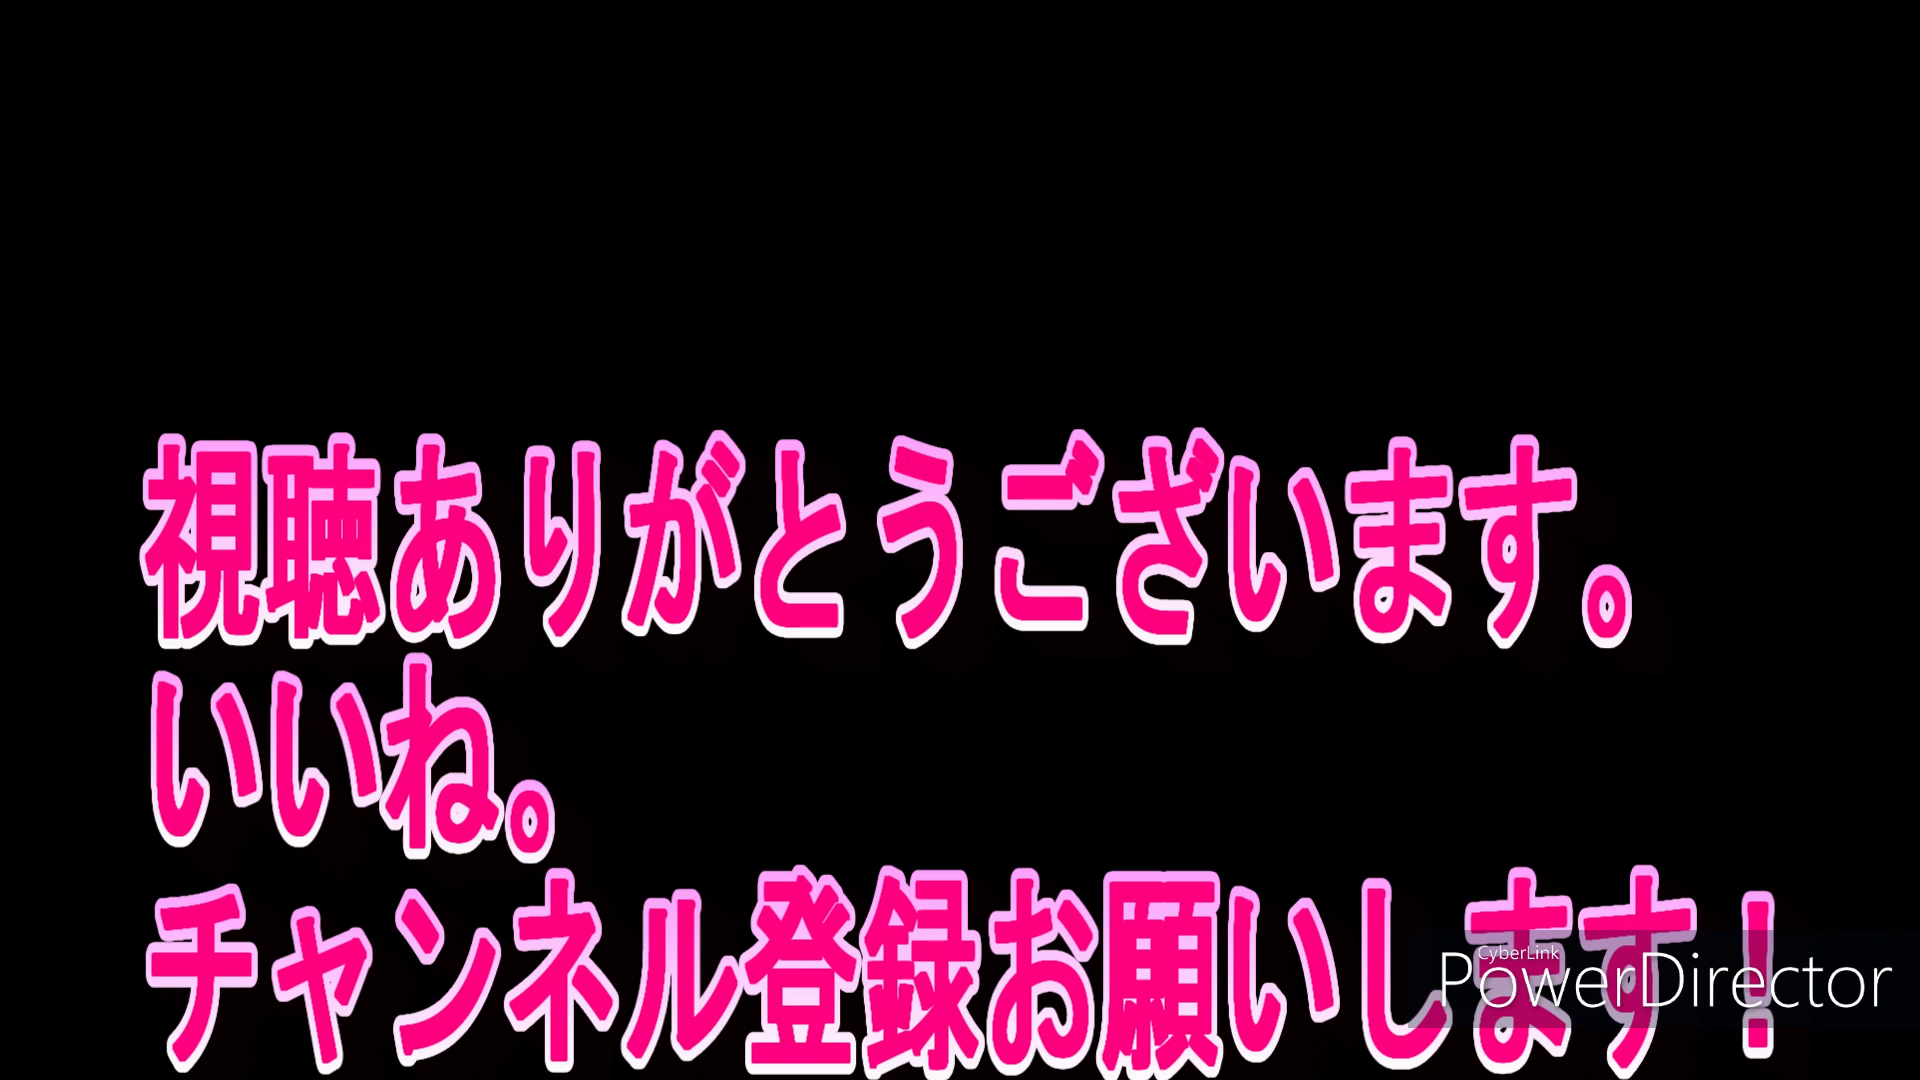 視聴ありがとうございます。
いいね。
チャンネル登録お願いします！
CyberLink
PowerDirector